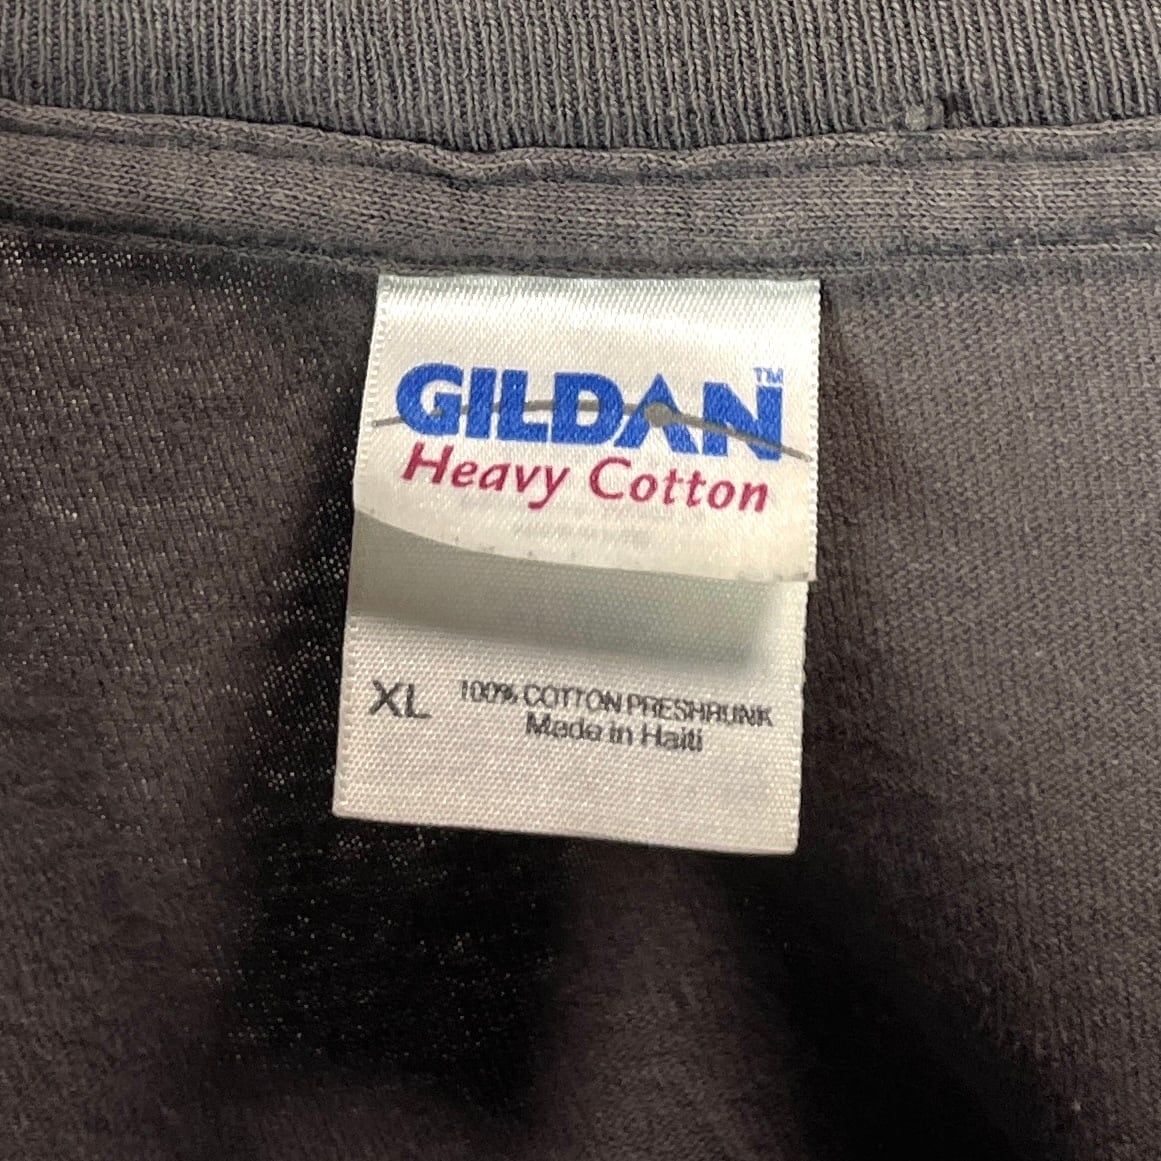 GILDAN™
Heavy Cotton
XL 100% COTTON PRESHRUNK
Made in Haiti